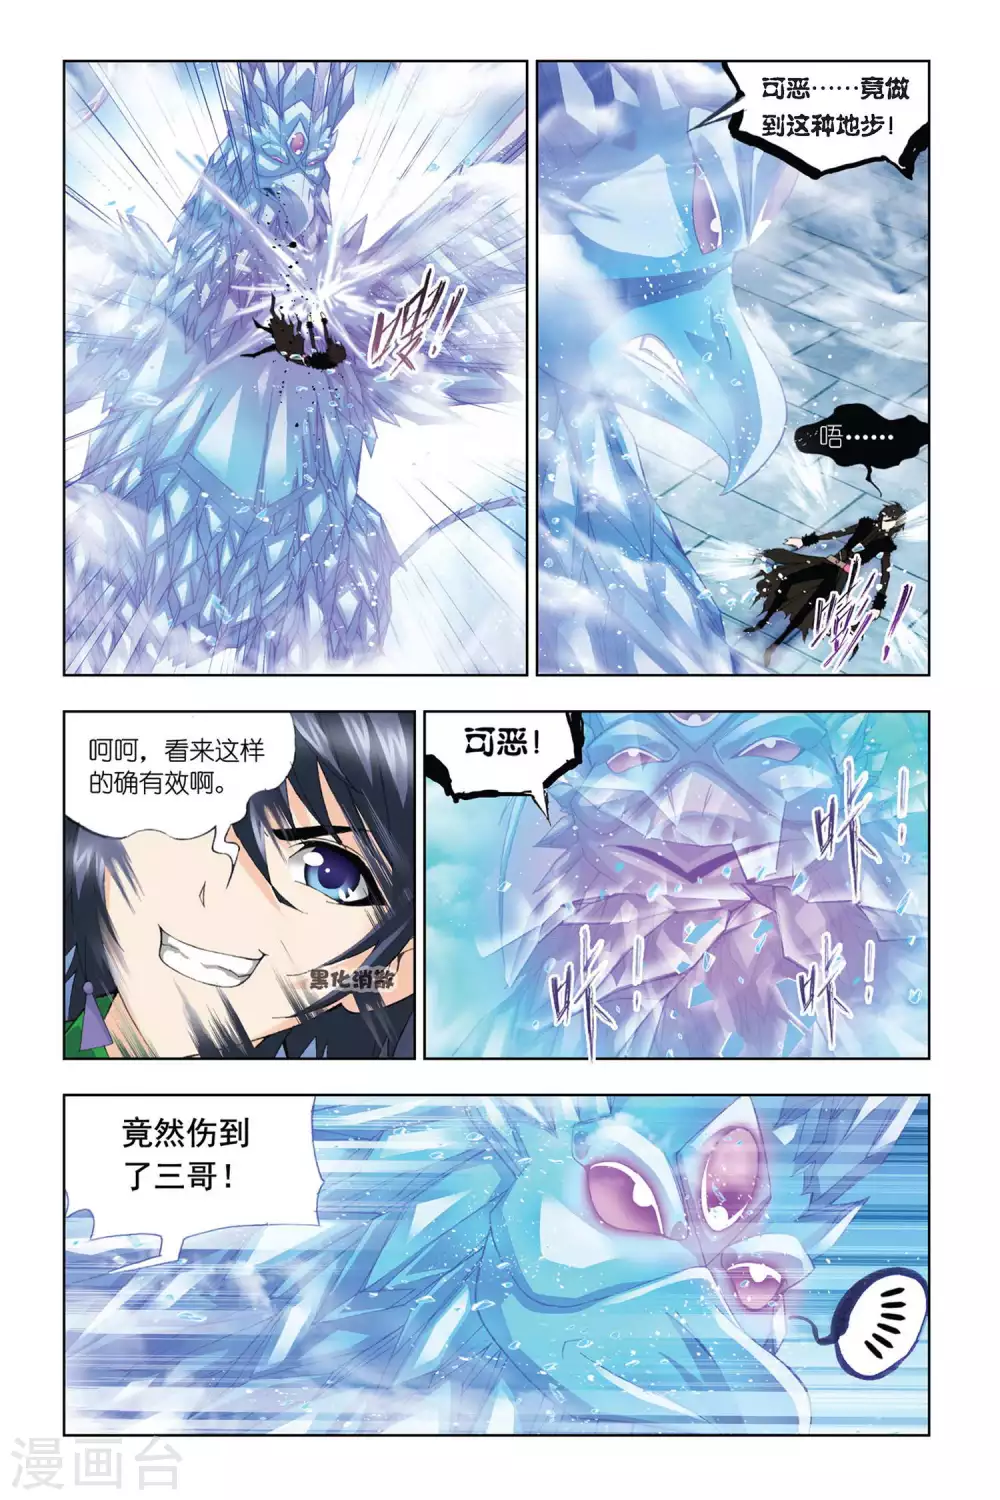 嗖！
可恶……竟做
到这种地步！
唔……
嘭！
呵呵，看来这样
的确有效啊。
黑化消散
可恶！
咔！
咔！
咔！
竟然伤到
了三哥！
漫画台